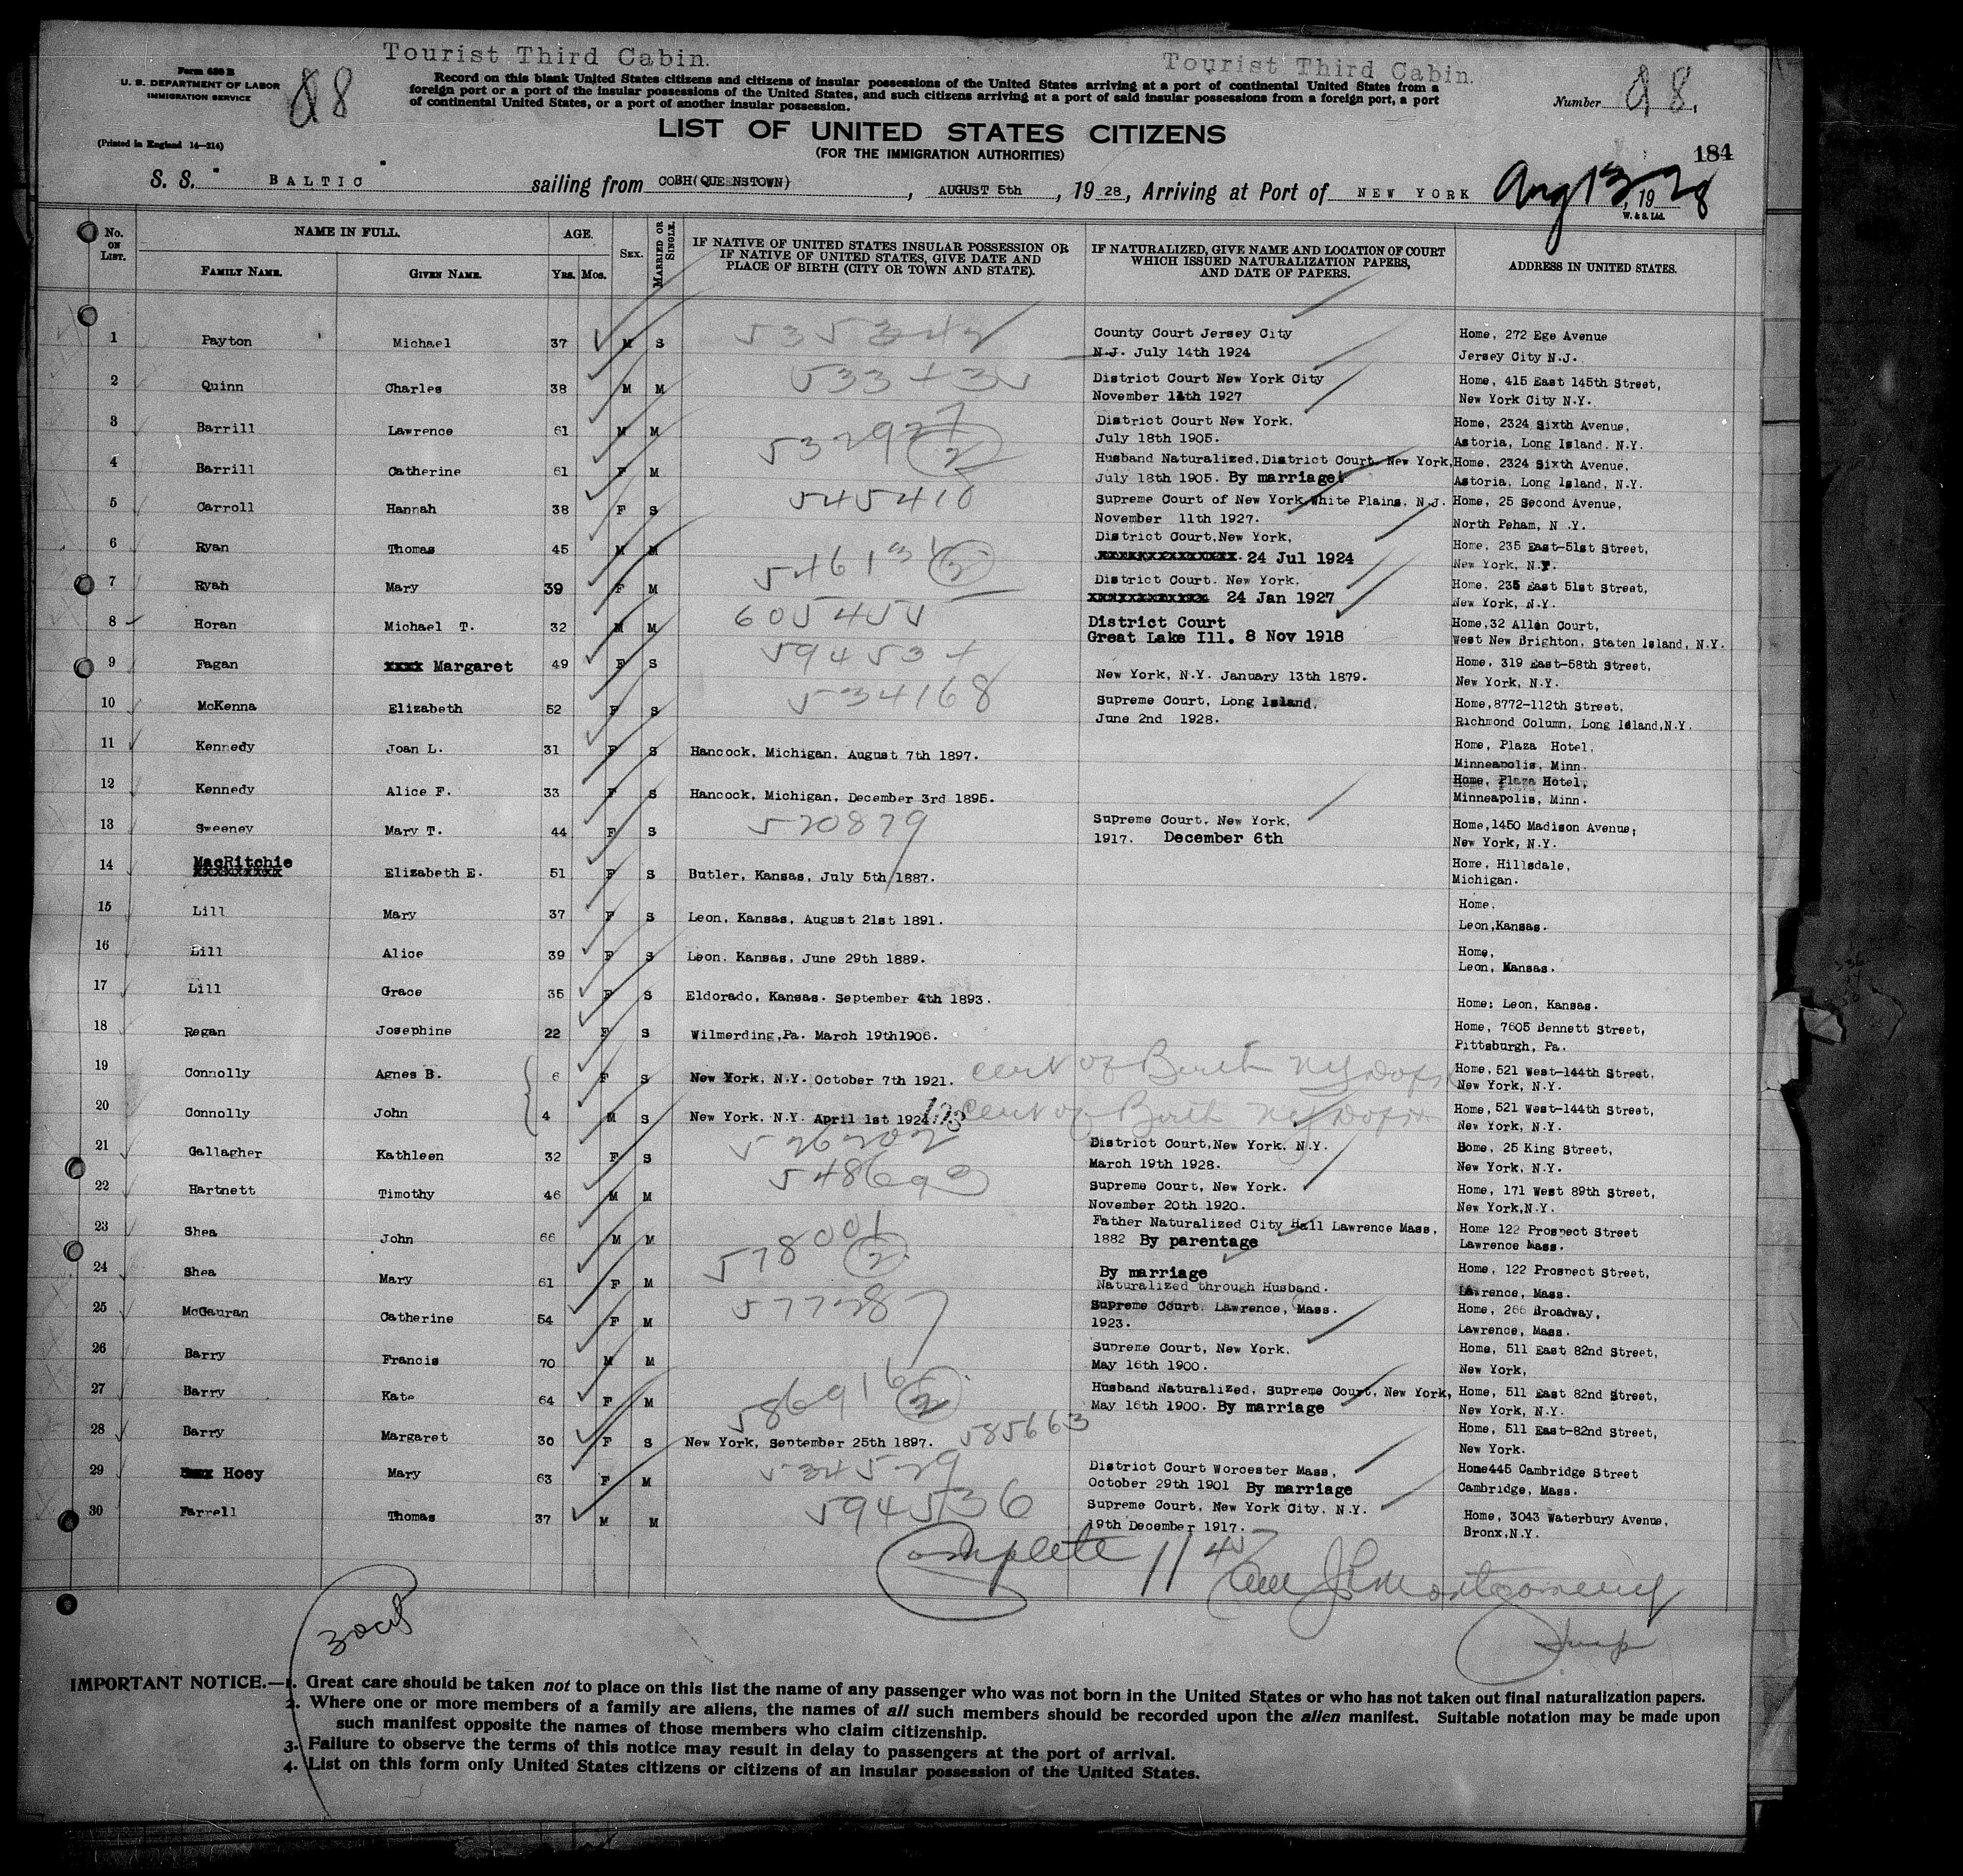 Tourist Third Cabin.
Tourist Third Cabin.
Form 630 B
U. S. DEPARTMENT OF LABOR
IMMIGRATION SERVICE
(Printed in England 14—214)
Record on this blank United States citizens and citizens of insular possessions of the United States arriving at a port of continental United States from a
foreign port or a port of the insular possessions of the United States, and such citizens arriving at a port of said insular possessions from a foreign port, a port
of continental United States, or a port of another insular possession.
Number
LIST OF UNITED STATES CITIZENS
(FOR THE IMMIGRATION AUTHORITIES)
184
S. S. " BALTIC " sailing from COBH(QUEENSTOWN), AUGUST 5th, 1928, Arriving at Port of NEW YORK Aug 13, 1928
W. & S. Ltd.
No. ON LIST. NAME IN FULL. AGE. SEX. MARRIED OR SINGLE. IF NATIVE OF UNITED STATES INSULAR POSSESSION OR IF NATIVE OF UNITED STATES, GIVE DATE AND PLACE OF BIRTH (CITY OR TOWN AND STATE). IF NATURALIZED, GIVE NAME AND LOCATION OF COURT WHICH ISSUED NATURALIZATION PAPERS, AND DATE OF PAPERS. ADDRESS IN UNITED STATES.
FAMILY NAME. GIVEN NAME. YRS. MOS.
1 Payton Michael 37 M S County Court Jersey City N.J. July 14th 1924 Home, 272 Ege Avenue Jersey City N.J.
2 Quinn Charles 38 M M District Court New York City November 14th 1927 Home, 415 East 145th Street, New York City N.Y.
3 Barrill Lawrence 61 M M District Court New York. July 18th 1905. Home, 2324 Sixth Avenue, Astoria, Long Island. N.Y.
4 Barrill Catherine 61 F M Husband Naturalized.District Court. New York. July 18th 1905. By marriage Home, 2324 Sixth Avenue. Astoria, Long Island, N.Y.
5 Carroll Hannah 38 F S 545410 Supreme Court of New York.White Plains. N.J. November 11th 1927. Home, 25 Second Avenue, North Peham, N .Y.
6 Ryan Thomas 45 M M District Court.New York, 24 Jul 1924 Home, 235 East-51st Street, New York, N.Y.
7 Ryan Mary 39 F M District Court. New York. 24 Jan 1927 Home. 235 East 51st Street, New York, N.Y.
8 Horan Michael T. 32 M M 605455 District Court Great Lake Ill. 8 Nov 1918 Home,32 Allen Court, West New Brighton, Staten Island, N.Y.
9 Fagan xxxx Margaret 49 F S New York, N.Y. January 13th 1879. Home, 319 East-58th Street, New York, N.Y.
10 McKenna Elizabeth 52 F S 534168 Supreme Court, Long Island. June 2nd 1928. Home,8772-112th Street, Richmond Column, Long Island,N.Y.
11 Kennedy Joan L. 31 F S Hancock, Michigan, August 7th 1897. Home, Plaza Hotel, Minneapolis, Minn.
12 Kennedy Alice F. 33 F S Hancock, Michigan, December 3rd 1895. Home, Plaza Hotel, Minneapolis, Minn.
13 Sweeney Mary T. 44 F S 520879 Supreme Court. New York, 1917. December 6th Home,1450 Madison Avenue, New York, N.Y.
14 MacRitchie xxxxxxxxx Elizabeth E. 51 F S Butler, Kansas, July 5th 1887. Home, Hillsdale, Michigan.
15 Lill Mary 37 F S Leon, Kansas, August 21st 1891. Home, Leon,Kansas.
16 Lill Alice 39 F S Leon, Kansas, June 29th 1889. Home, Leon, Kansas.
17 Lill Grace 35 F S Eldorado, Kansas. September 4th 1893. Home; Leon, Kansas.
18 Regan Josephine 22 F S Wilmerding,Pa. March 19th1906. Home, 7605 Bennett Street, Pittsburgh, Pa.
19 Connolly Agnes B. 6 F S New York, N.Y. October 7th 1921. Cert of Birth Home,521 West-144th Street, New York, N.Y.
20 Connolly John 4 M S New York. N.Y. April 1st 1924 Cert of Birth Home, 521 West-144th Street, New York, N.Y.
21 Gallagher Kathleen 32 F S 526202 District Court,New York. N.Y. March 19th 1928. Home, 25 King Street, New York, N.Y.
22 Hartnett Timothy 46 M M Supreme Court, New York. November 20th 1920. Home, 171 West 89th Street, New York,N.Y.
23 Shea John 66 M M 578001 (2) Father Naturalized City Hall Lawrence Mass. 1882 By parentage Home 122 Prospect Street Lawrence Mass.
24 Shea Mary 61 F M By marriage Naturalized through Husband. Home, 122 Prospect Street, Lawrence, Mass.
25 McGauran Catherine 54 F M Supreme Court. Lawrence, Mass. 1923. Home, 266 Broadway, Lawrence, Mass.
26 Barry Francis 70 M M Supreme Court, New York. May 16th 1900. Home, 511 East 82nd Street, New York,
27 Barry Kate 64 F M Husband Naturalized, Supreme Court, New York, May 16th 1900. By marriage Home, 511 East 82nd Street, New York, N.Y.
28 Barry Margaret 30 F S New York, September 25th 1897. 585663 Home, 511 East-82nd Street, New York.
29 Hoey Mary 63 F M 534529 District Court Worcester Mass, October 29th 1901 By marriage Home445 Cambridge Street Cambridge, Mass.
30 Farrell Thomas 37 M M 594536 Supreme Court, New York City, N.Y. 19th December 1917. Home, 3043 Waterbury Avenue, Bronx,N.Y.
Complete 11 45
Montgomery
Insp
IMPORTANT NOTICE.—1. Great care should be taken not to place on this list the name of any passenger who was not born in the United States or who has not taken out final naturalization papers.
2. Where one or more members of a family are aliens, the names of all such members should be recorded upon the alien manifest. Suitable notation may be made upon
such manifest opposite the names of those members who claim citizenship.
3. Failure to observe the terms of this notice may result in delay to passengers at the port of arrival.
4. List on this form only United States citizens or citizens of an insular possession of the United States.